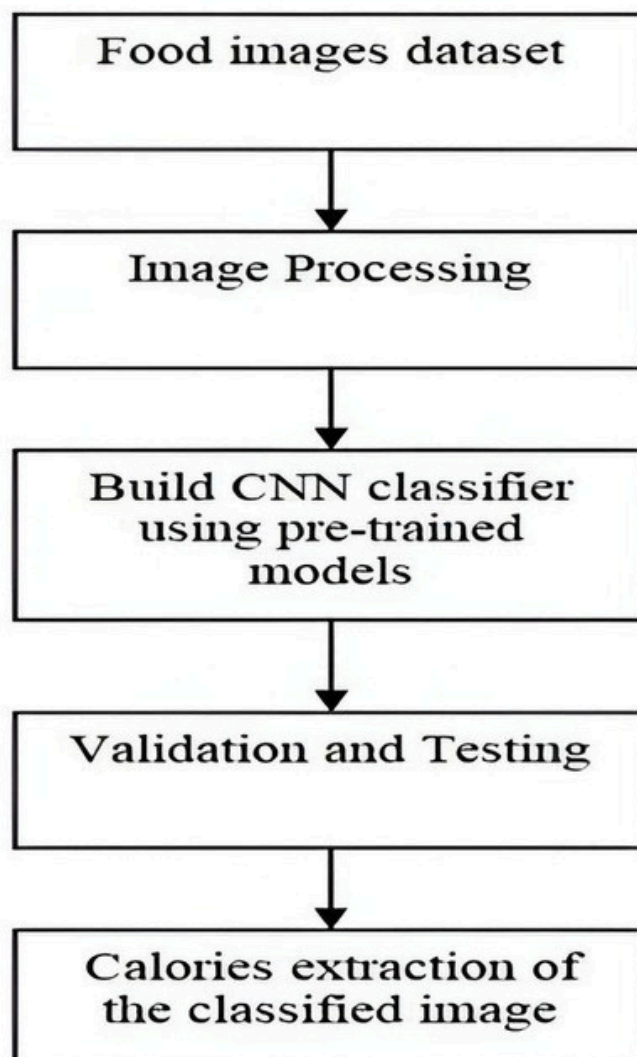 Food images dataset
Image Processing
Build CNN classifier
using pre-trained
models
Validation and Testing
Calories extraction of
the classified image